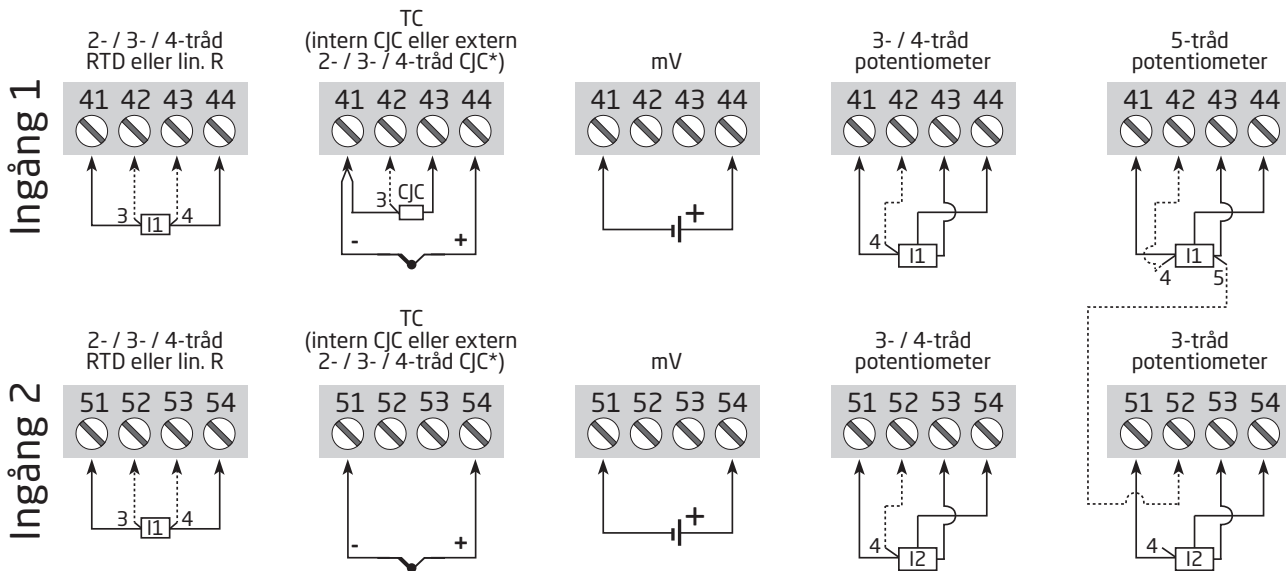 Ingång 1
2- / 3- / 4-tråd
RTD eller lin. R
41 42 43 44
3 I1 4
TC
(intern CJC eller extern
2- / 3- / 4-tråd CJC*)
41 42 43 44
3 CJC
- +
mV
41 42 43 44
+
3- / 4-tråd
potentiometer
41 42 43 44
4 I1
5-tråd
potentiometer
41 42 43 44
I1
4 5
Ingång 2
2- / 3- / 4-tråd
RTD eller lin. R
51 52 53 54
3 I1 4
TC
(intern CJC eller extern
2- / 3- / 4-tråd CJC*)
51 52 53 54
- +
mV
51 52 53 54
+
3- / 4-tråd
potentiometer
51 52 53 54
4 I2
3-tråd
potentiometer
51 52 53 54
4 I2